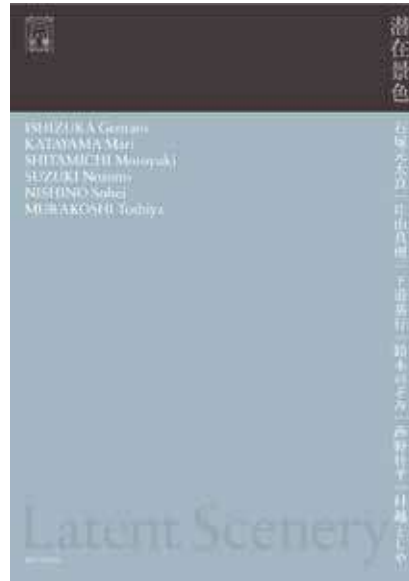 潜在景色
ISHIZUKA Gentaro
KATAYAMA Mari
SHITAMICHI Motoyuki
SUZUKI Nozomi
NISHINO Sohei
MURAKOSHI Toshiya
石塚元太良|片山真理|下道基行|鈴木のぞみ|西野壮平|村越としや
Latent Scenery